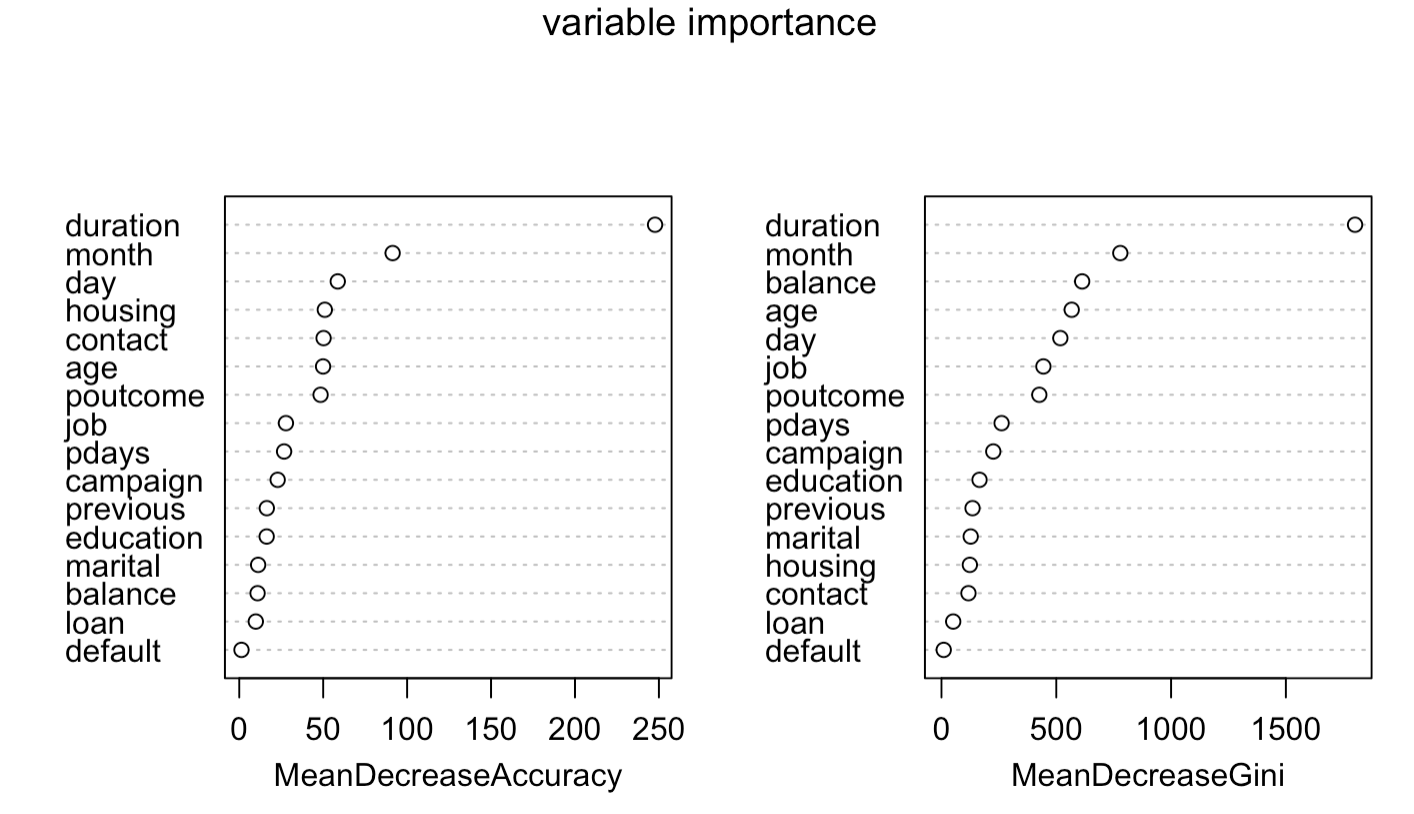 variable importance
duration
month
day
housing
contact
age
poutcome
job
pdays
campaign
previous
education
marital
balance
loan
default
0 50 100 150 200 250
MeanDecreaseAccuracy
duration
month
balance
age
day
job
poutcome
pdays
campaign
education
previous
marital
housing
contact
loan
default
0 500 1000 1500
MeanDecreaseGini